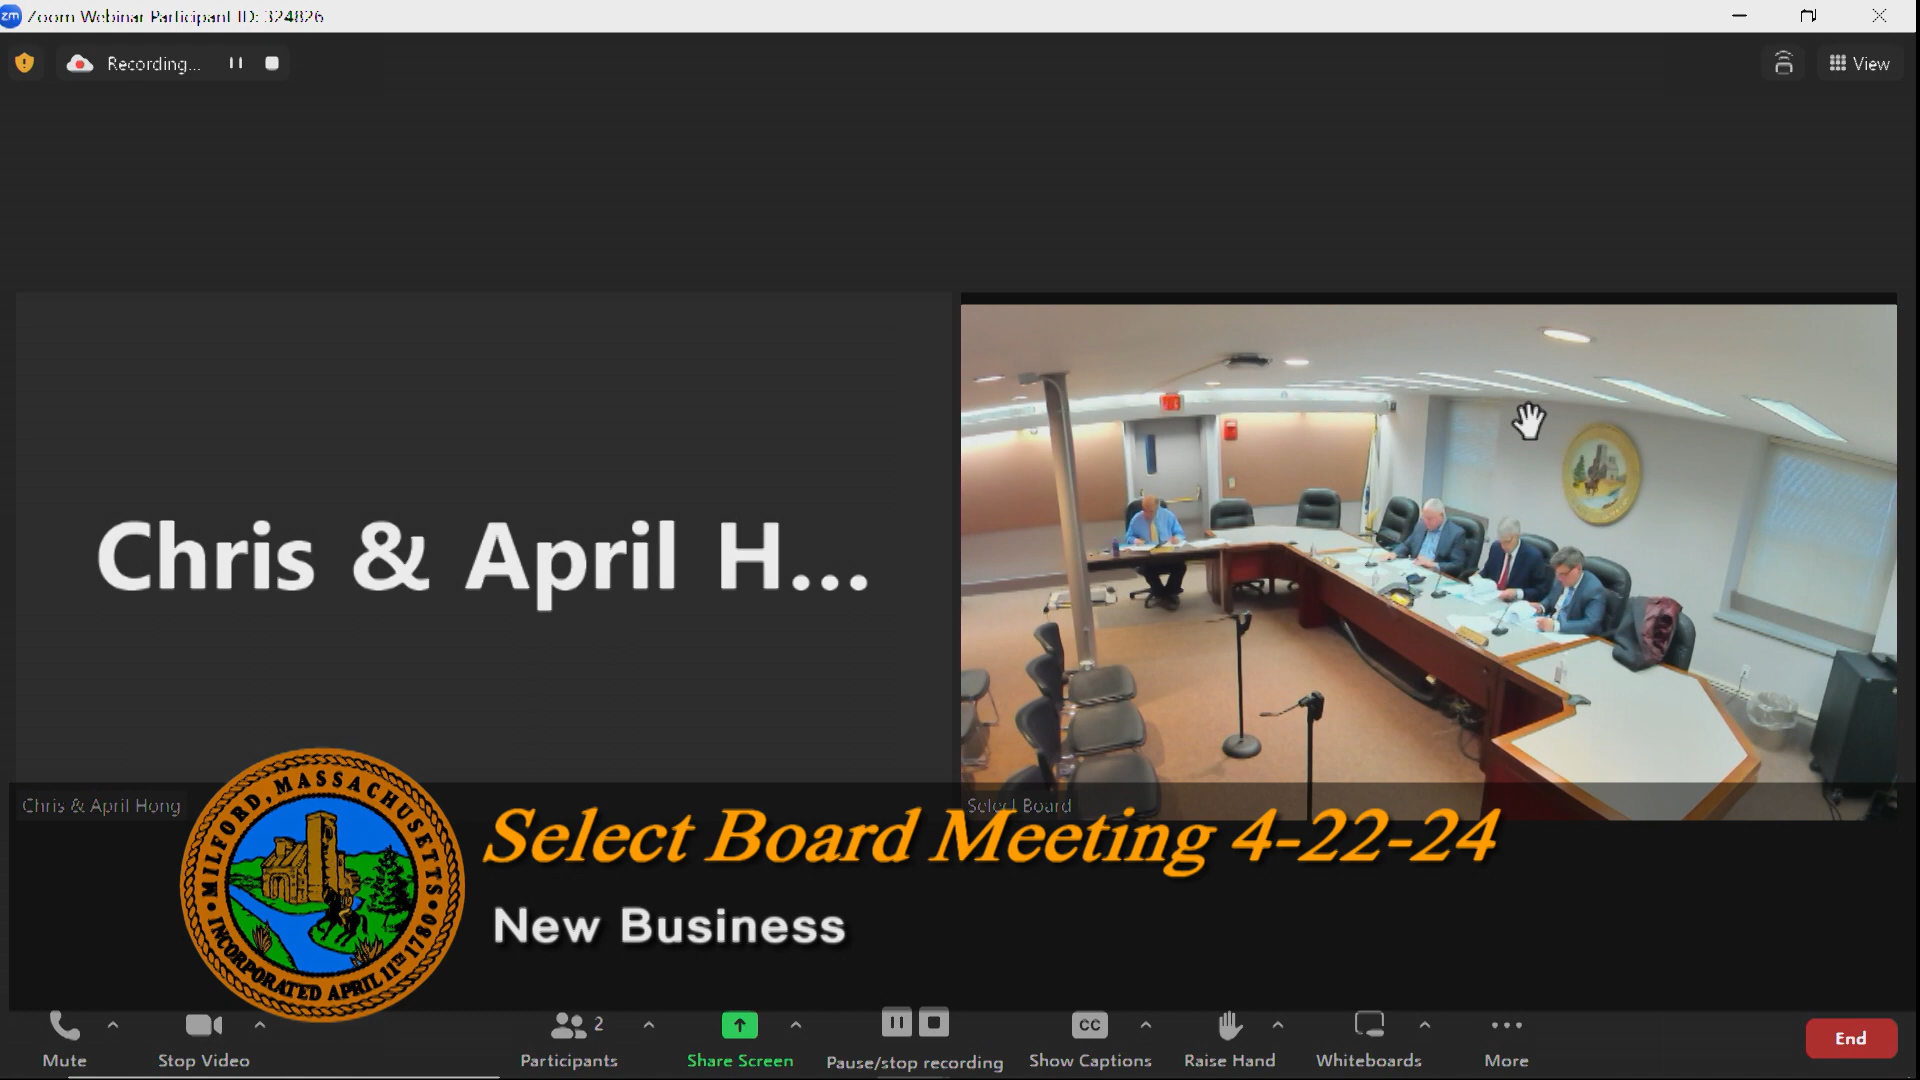 zm Zoom Webinar Participant ID: 324826
Recording...
View
Chris & April H...
Chris & April Hong
Select Board
MILFORD, MASSACHUSETTS
INCORPORATED APRIL 11TH 1780
Select Board Meeting 4-22-24
New Business
2
CC
Mute
Stop Video
Participants
Share Screen
Pause/stop recording
Show Captions
Raise Hand
Whiteboards
More
End